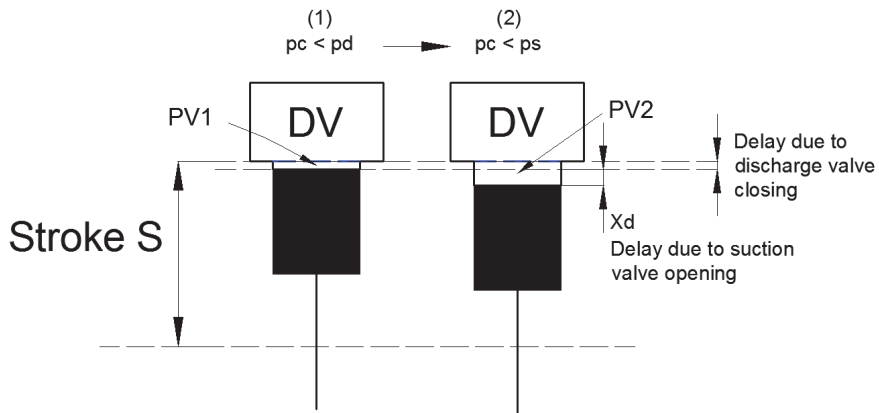 (1)
(2)
pc < pd
pc < ps
PV1
DV
DV
PV2
Delay due to
discharge valve
closing
Stroke S
Xd
Delay due to suction
valve opening